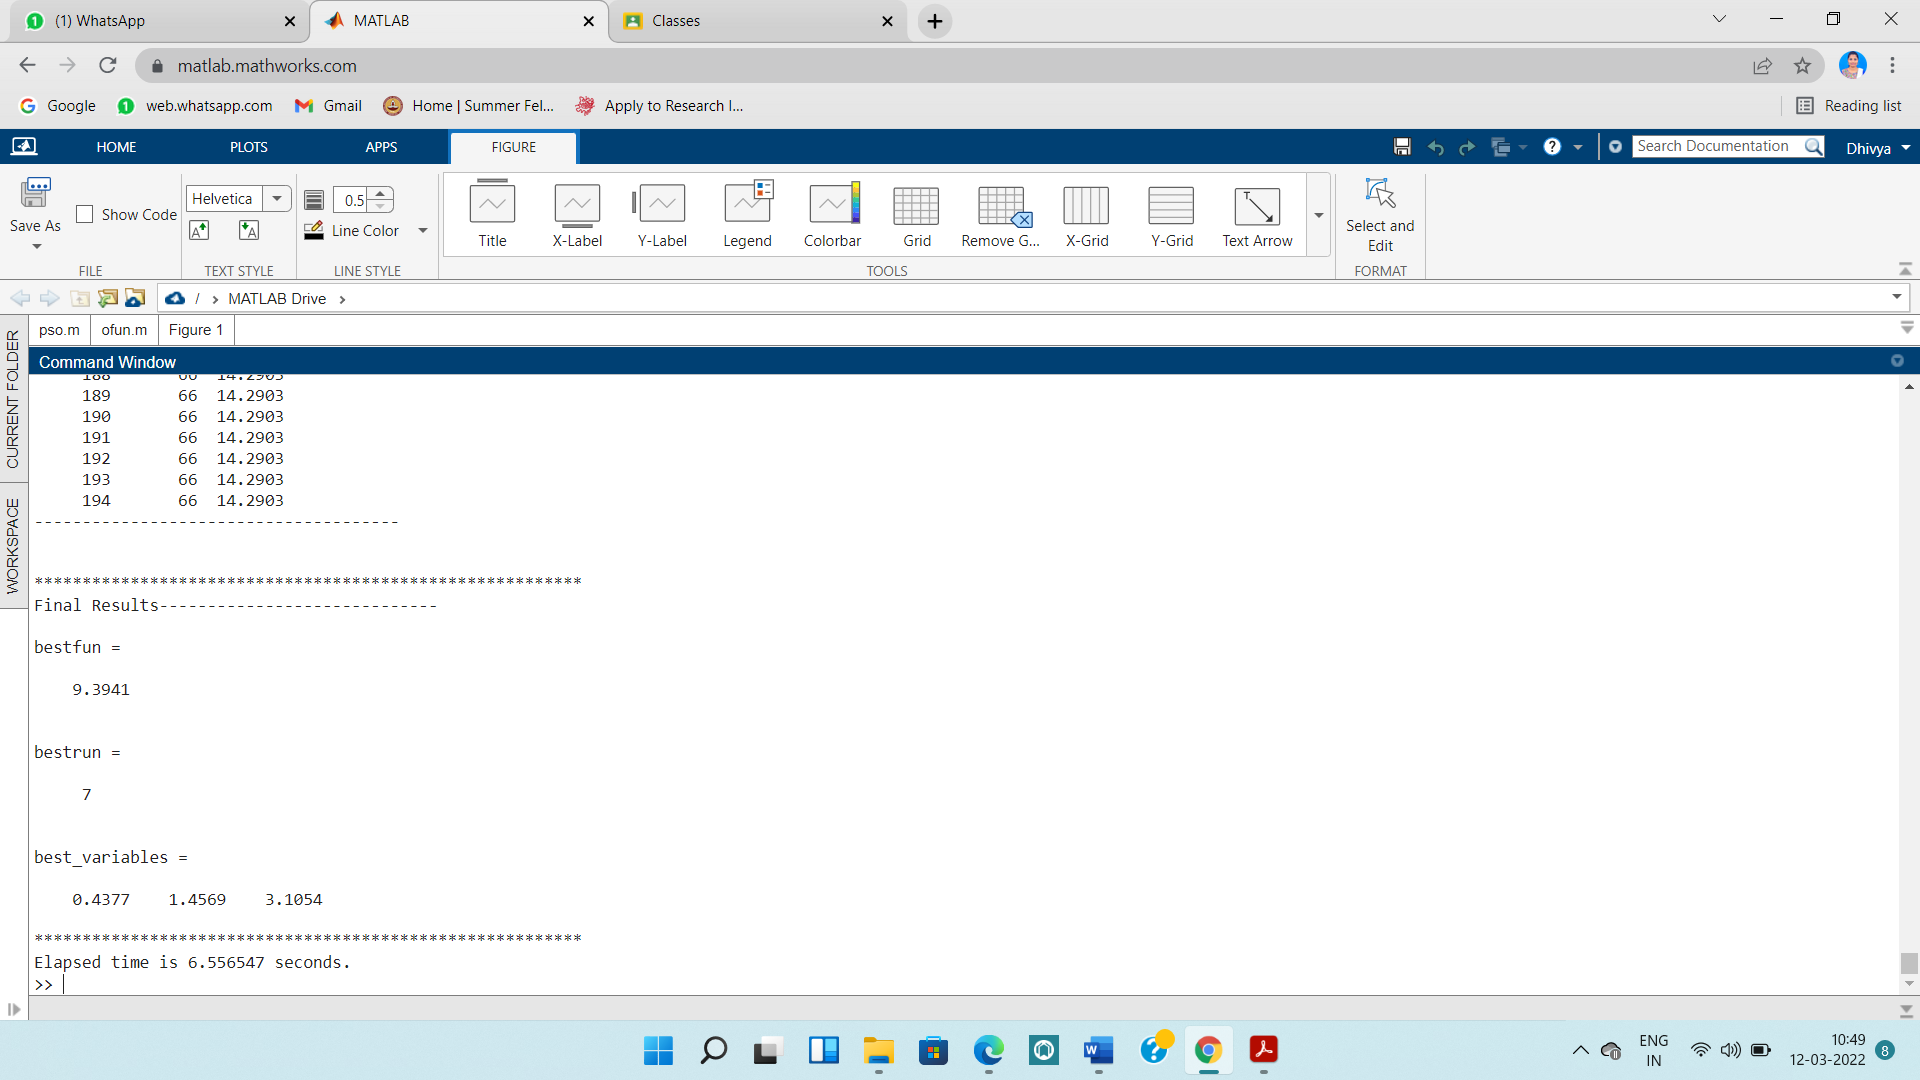 (1) WhatsApp
MATLAB
Classes
matlab.mathworks.com
Google
web.whatsapp.com
Gmail
Home | Summer Fel...
Apply to Research I...
Reading list
HOME
PLOTS
APPS
FIGURE
Search Documentation
Dhivya
Save As
Show Code
FILE
Helvetica
TEXT STYLE
0.5
Line Color
LINE STYLE
Title
X-Label
Y-Label
Legend
Colorbar
Grid
Remove G...
X-Grid
Y-Grid
Text Arrow
TOOLS
Select and
Edit
FORMAT
/ › MATLAB Drive ›
CURRENT FOLDER
WORKSPACE
pso.m
ofun.m
Figure 1
Command Window
188 66 14.2903
189 66 14.2903
190 66 14.2903
191 66 14.2903
192 66 14.2903
193 66 14.2903
194 66 14.2903
--------------------------------------
*********************************************************
Final Results-----------------------------
bestfun =
9.3941
bestrun =
7
best_variables =
0.4377 1.4569 3.1054
*********************************************************
Elapsed time is 6.556547 seconds.
>>
ENG
IN
10:49
12-03-2022
8